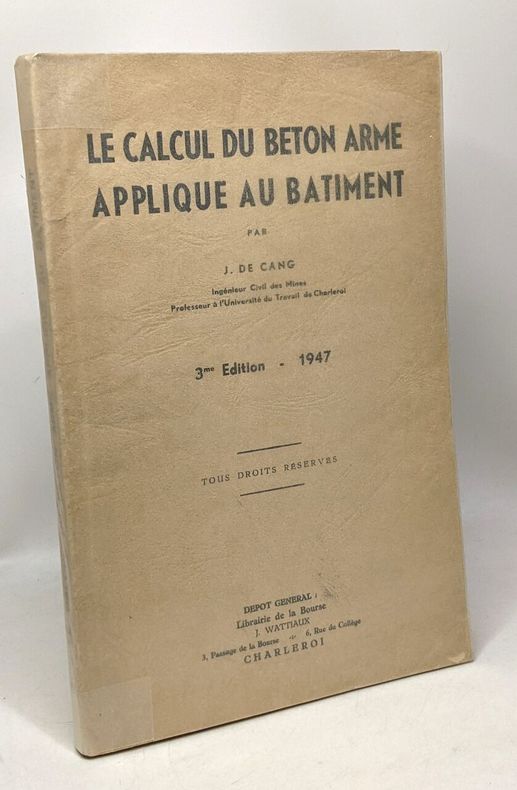 LE CALCUL DU BETON ARME
APPLIQUE AU BATIMENT
PAR
J. DE CANG
Ingénieur Civil des Mines
Professeur à l'Université du Travail de Charleroi
3me Edition - 1947
TOUS DROITS RÉSERVÉS
DEPOT GENERAL :
Librairie de la Bourse
J. WATTIAUX
3, Passage de la Bourse -:- 6, Rue du Collège
CHARLEROI